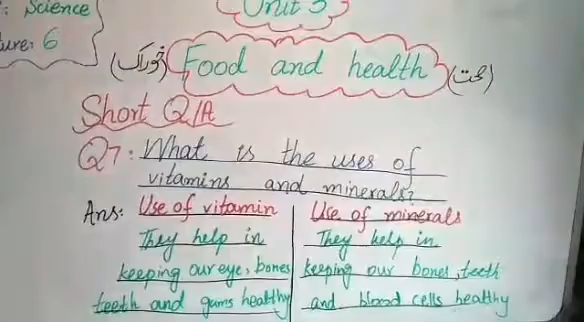 : Science
Unit 3
ure: 6
(خوراک) Food and health (صحت)
Short Q/A
Q7: What is the uses of
vitamins and minerals?
Ans: Use of vitamin
They help in
keeping our eye, bones
teeth and gums healthy
Use of minerals
They help in
keeping our bones, teeth
and blood cells healthy